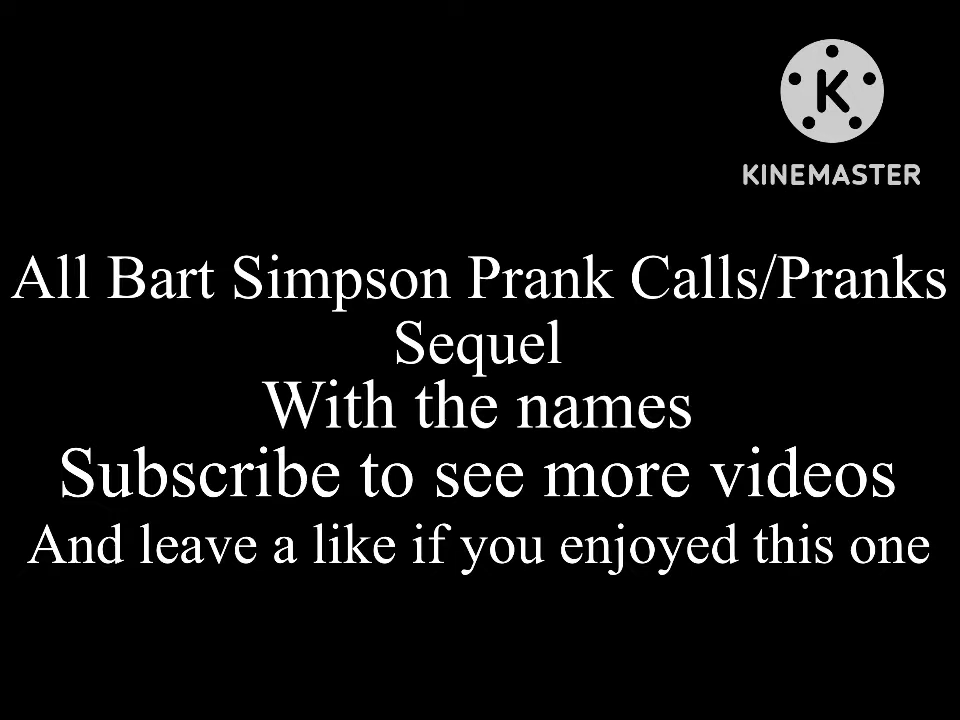 K
KINEMASTER
All Bart Simpson Prank Calls/Pranks
Sequel
With the names
Subscribe to see more videos
And leave a like if you enjoyed this one